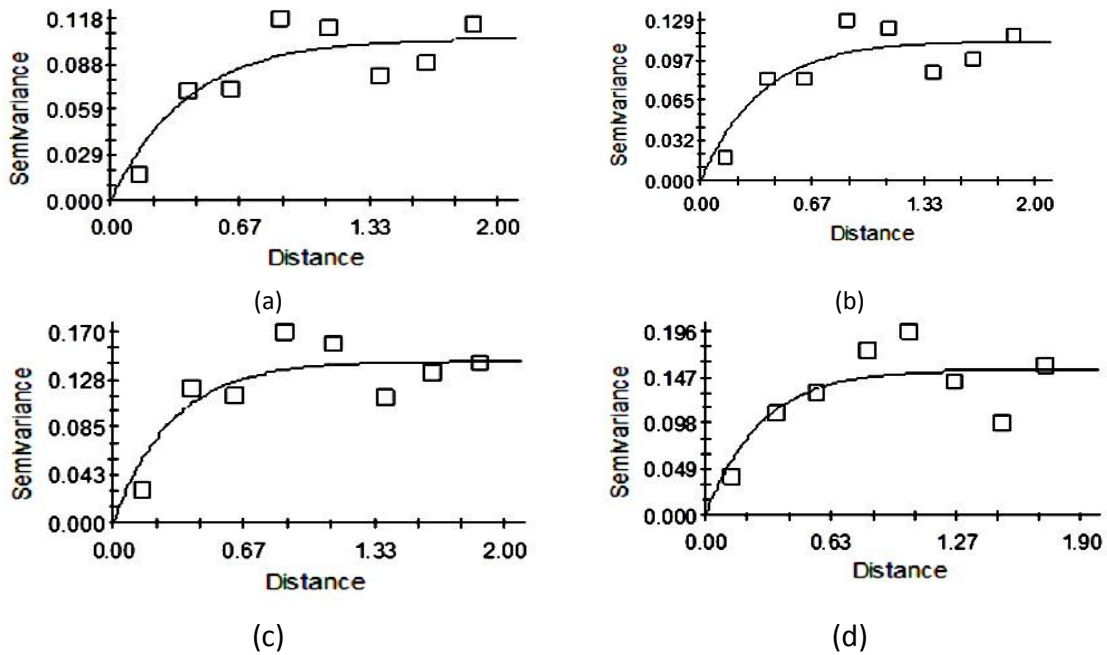 Semivariance
0.118
0.088
0.059
0.029
0.000
0.00 0.67 1.33 2.00
Distance
(a)
Semivariance
0.129
0.097
0.065
0.032
0.000
0.00 0.67 1.33 2.00
Distance
(b)
Semivariance
0.170
0.128
0.085
0.043
0.000
0.00 0.67 1.33 2.00
Distance
(c)
Semivariance
0.196
0.147
0.098
0.049
0.000
0.00 0.63 1.27 1.90
Distance
(d)